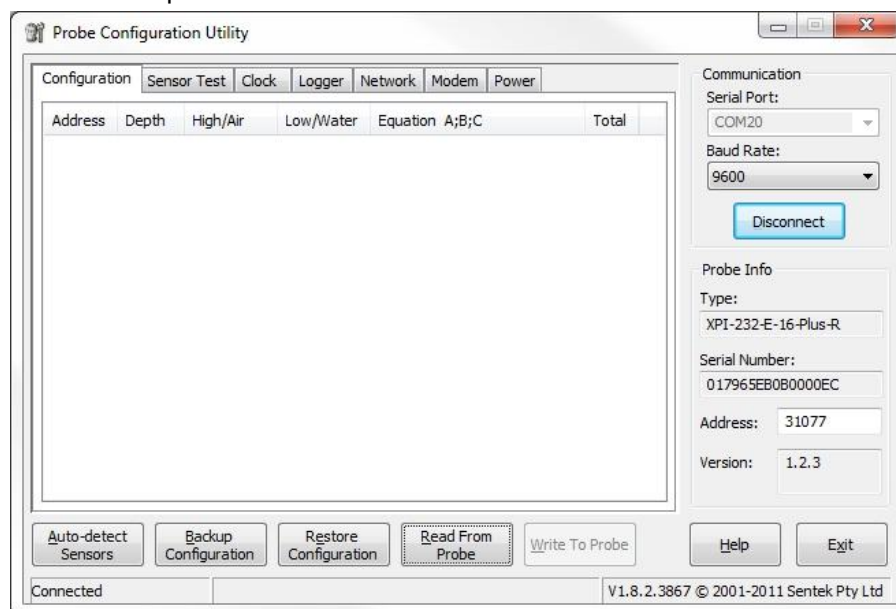 Probe Configuration Utility
Configuration Sensor Test Clock Logger Network Modem Power
Address Depth High/Air Low/Water Equation A;B;C Total
Communication
Serial Port:
COM20
Baud Rate:
9600
Disconnect
Probe Info
Type:
XPI-232-E-16-Plus-R
Serial Number:
017965EB0B0000EC
Address: 31077
Version: 1.2.3
Auto-detect
Sensors
Backup
Configuration
Restore
Configuration
Read From
Probe
Write To Probe
Help
Exit
Connected
V1.8.2.3867 © 2001-2011 Sentek Pty Ltd